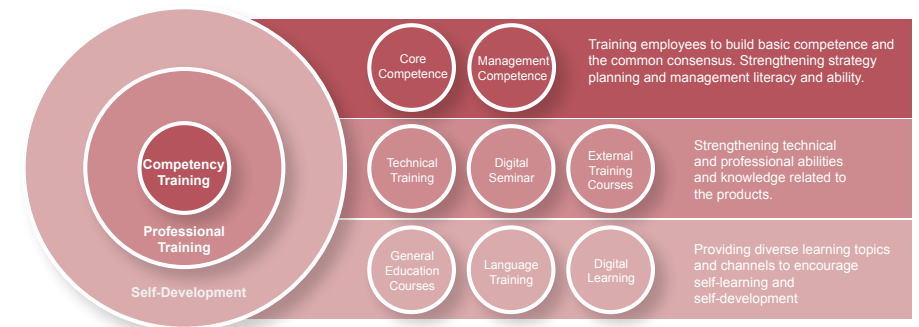 Competency
Training
Professional
Training
Self-Development
Core
Competence
Management
Competence
Training employees to build basic competence and
the common consensus. Strengthening strategy
planning and management literacy and ability.
Technical
Training
Digital
Seminar
External
Training
Courses
Strengthening technical
and professional abilities
and knowledge related to
the products.
General
Education
Courses
Language
Training
Digital
Learning
Providing diverse learning topics
and channels to encourage
self-learning and
self-development